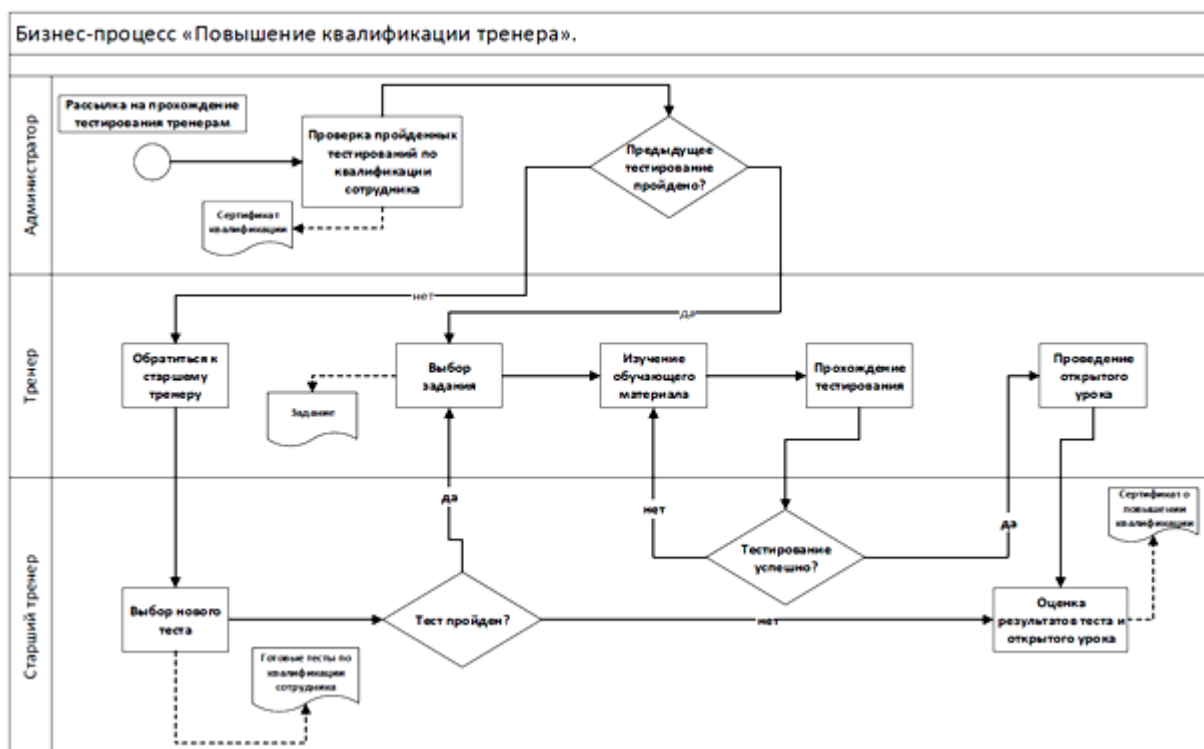 Бизнес-процесс «Повышение квалификации тренера».
Администратор
Рассылка на прохождение
тестирования тренерам
Проверка пройденных
тестирований по
квалификации
сотрудника
Предыдущее
тестирование
пройдено?
Сертификат
квалификации
нет
да
Тренер
Обратиться к
старшему
тренеру
Выбор
задания
Изучение
обучающего
материала
Прохождение
тестирования
Проведение
открытого
урока
Задание
Старший тренер
да
нет
да
Сертификат о
повышении
квалификации
Тестирование
успешно?
Выбор нового
теста
Тест пройден?
нет
Оценка
результатов теста и
открытого урока
Готовые тесты по
квалификации
сотрудника